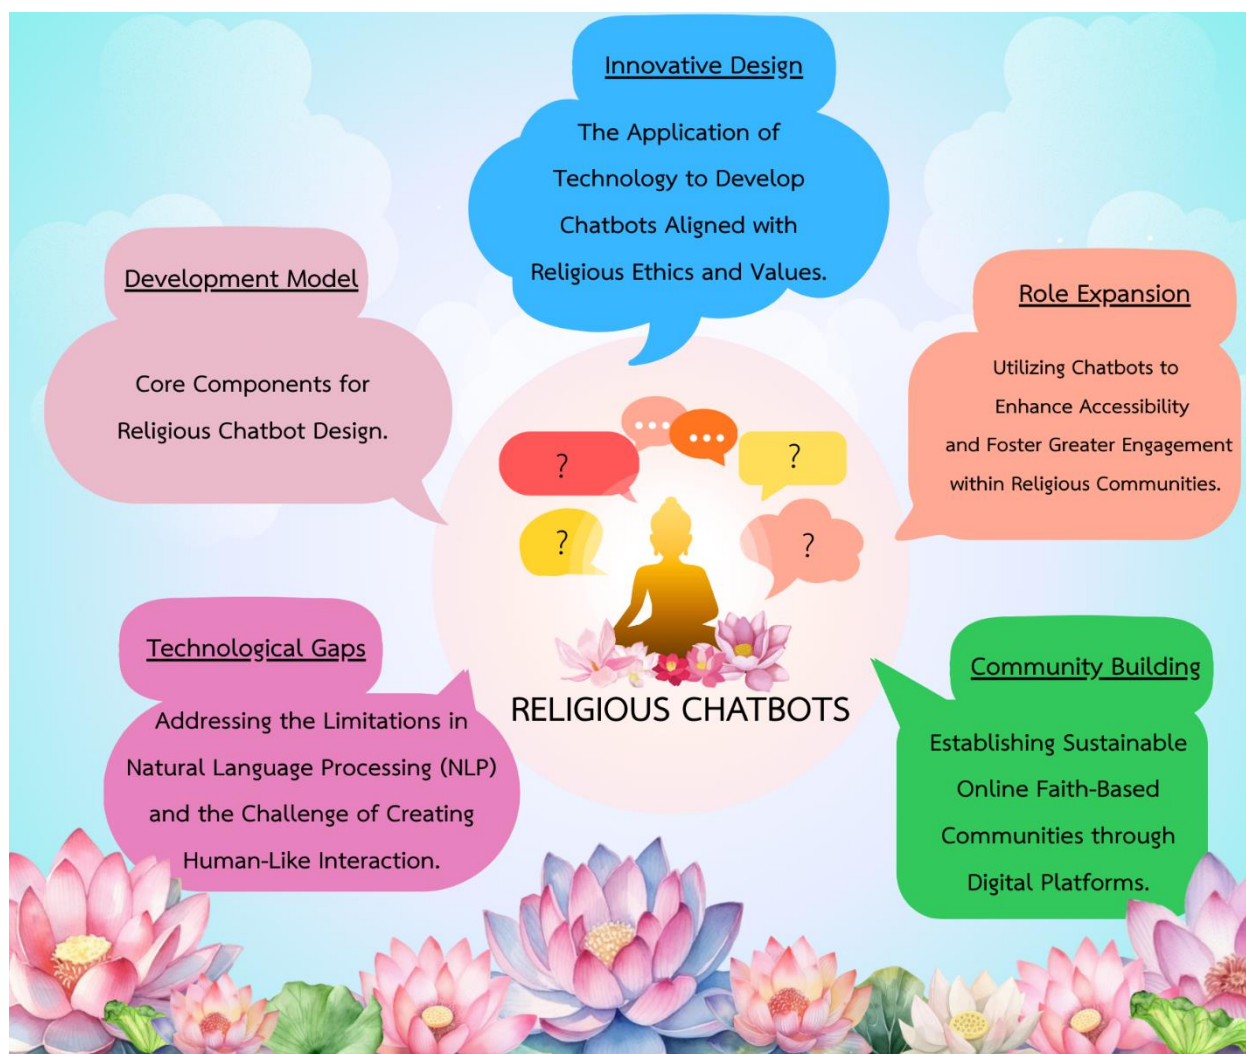 Innovative Design
The Application of
Technology to Develop
Chatbots Aligned with
Religious Ethics and Values.
Development Model
Core Components for
Religious Chatbot Design.
Role Expansion
Utilizing Chatbots to
Enhance Accessibility
and Foster Greater Engagement
within Religious Communities.
?
?
?
?
RELIGIOUS CHATBOTS
Technological Gaps
Addressing the Limitations in
Natural Language Processing (NLP)
and the Challenge of Creating
Human-Like Interaction.
Community Building
Establishing Sustainable
Online Faith-Based
Communities through
Digital Platforms.